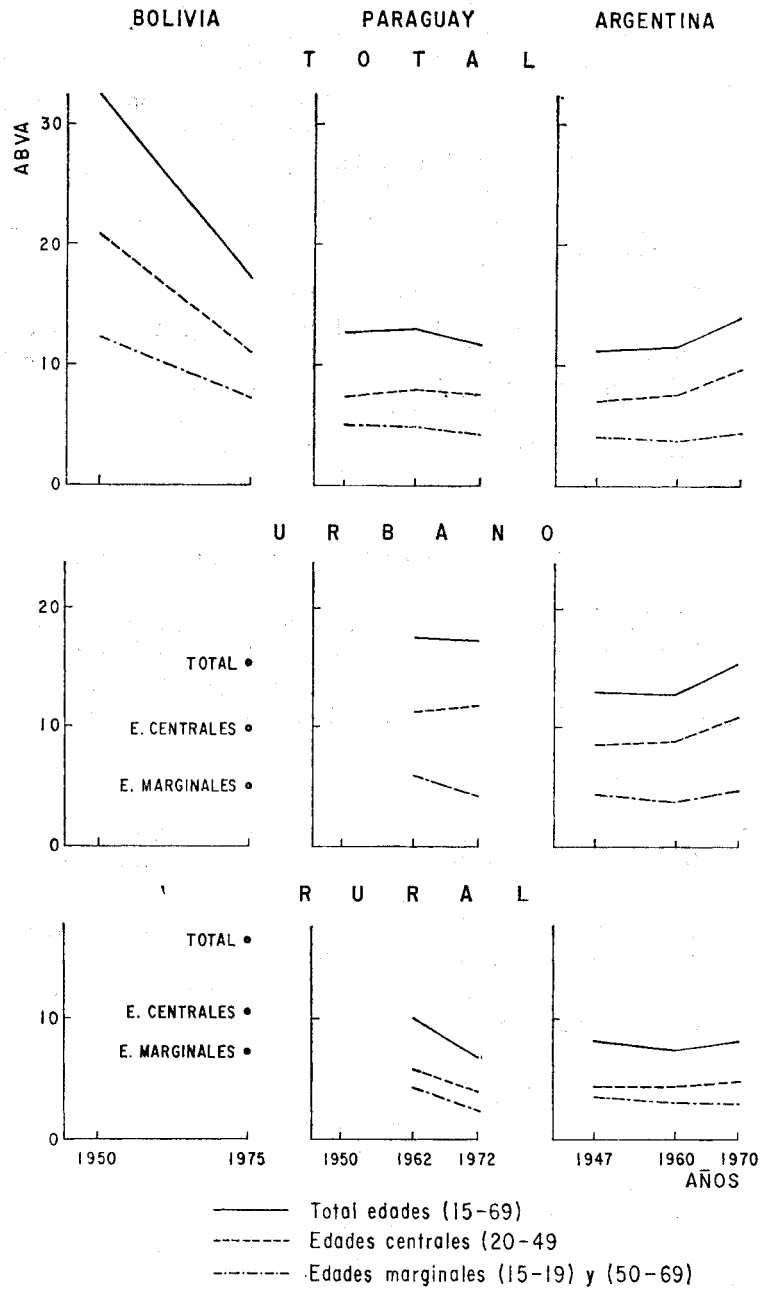 BOLIVIA PARAGUAY ARGENTINA
T O T A L
ABVA
30
20
10
0
U R B A N O
20
TOTAL
10
E. CENTRALES
E. MARGINALES
0
R U R A L
TOTAL
10
E. CENTRALES
E. MARGINALES
0
1950 1975 1950 1962 1972 1947 1960 1970
AÑOS
Total edades (15-69)
Edades centrales (20-49
Edades marginales (15-19) y (50-69)